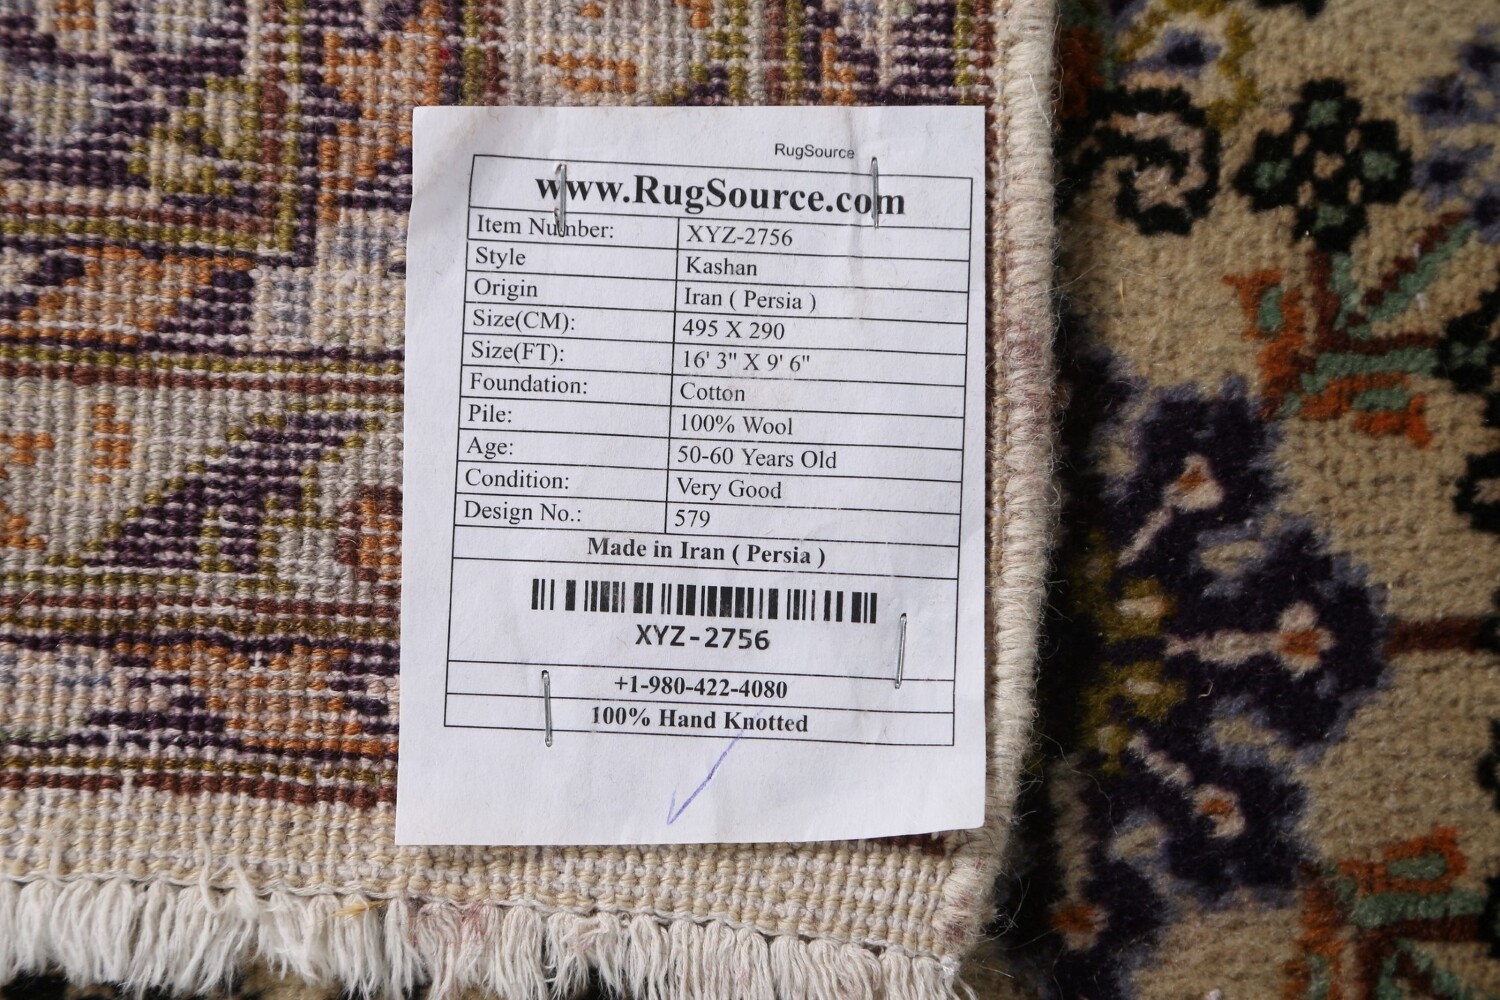 RugSource
www.RugSource.com
Item Number: XYZ-2756
Style Kashan
Origin Iran ( Persia )
Size(CM): 495 X 290
Size(FT): 16' 3" X 9' 6"
Foundation: Cotton
Pile: 100% Wool
Age: 50-60 Years Old
Condition: Very Good
Design No.: 579
Made in Iran ( Persia )
XYZ-2756
+1-980-422-4080
100% Hand Knotted